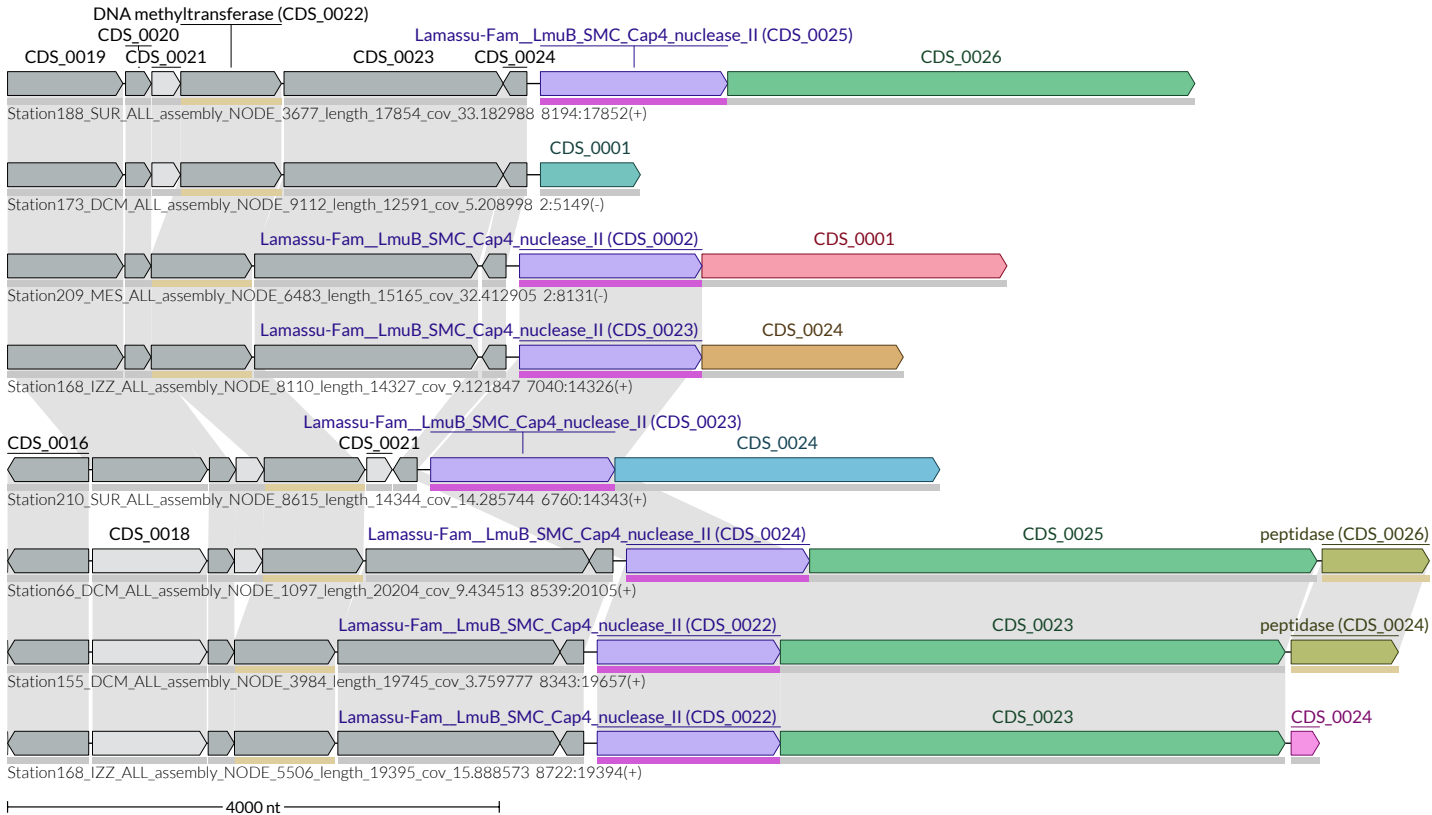 DNA methyltransferase (CDS_0022)
CDS_0020 Lamassu-Fam__LmuB_SMC_Cap4_nuclease_II (CDS_0025)
CDS_0019 CDS_0021 CDS_0023 CDS_0024 CDS_0026
Station188_SUR_ALL_assembly_NODE_3677_length_17854_cov_33.182988 8194:17852(+)
CDS_0001
Station173_DCM_ALL_assembly_NODE_9112_length_12591_cov_5.208998 2:5149(-)
Lamassu-Fam__LmuB_SMC_Cap4_nuclease_II (CDS_0002) CDS_0001
Station209_MES_ALL_assembly_NODE_6483_length_15165_cov_32.412905 2:8131(-)
Lamassu-Fam__LmuB_SMC_Cap4_nuclease_II (CDS_0023) CDS_0024
Station168_IZZ_ALL_assembly_NODE_8110_length_14327_cov_9.121847 7040:14326(+)
Lamassu-Fam__LmuB_SMC_Cap4_nuclease_II (CDS_0023)
CDS_0016 CDS_0021 CDS_0024
Station210_SUR_ALL_assembly_NODE_8615_length_14344_cov_14.285744 6760:14343(+)
CDS_0018 Lamassu-Fam__LmuB_SMC_Cap4_nuclease_II (CDS_0024) CDS_0025 peptidase (CDS_0026)
Station66_DCM_ALL_assembly_NODE_1097_length_20204_cov_9.434513 8539:20105(+)
Lamassu-Fam__LmuB_SMC_Cap4_nuclease_II (CDS_0022) CDS_0023 peptidase (CDS_0024)
Station155_DCM_ALL_assembly_NODE_3984_length_19745_cov_3.759777 8343:19657(+)
Lamassu-Fam__LmuB_SMC_Cap4_nuclease_II (CDS_0022) CDS_0023 CDS_0024
Station168_IZZ_ALL_assembly_NODE_5506_length_19395_cov_15.888573 8722:19394(+)
4000 nt